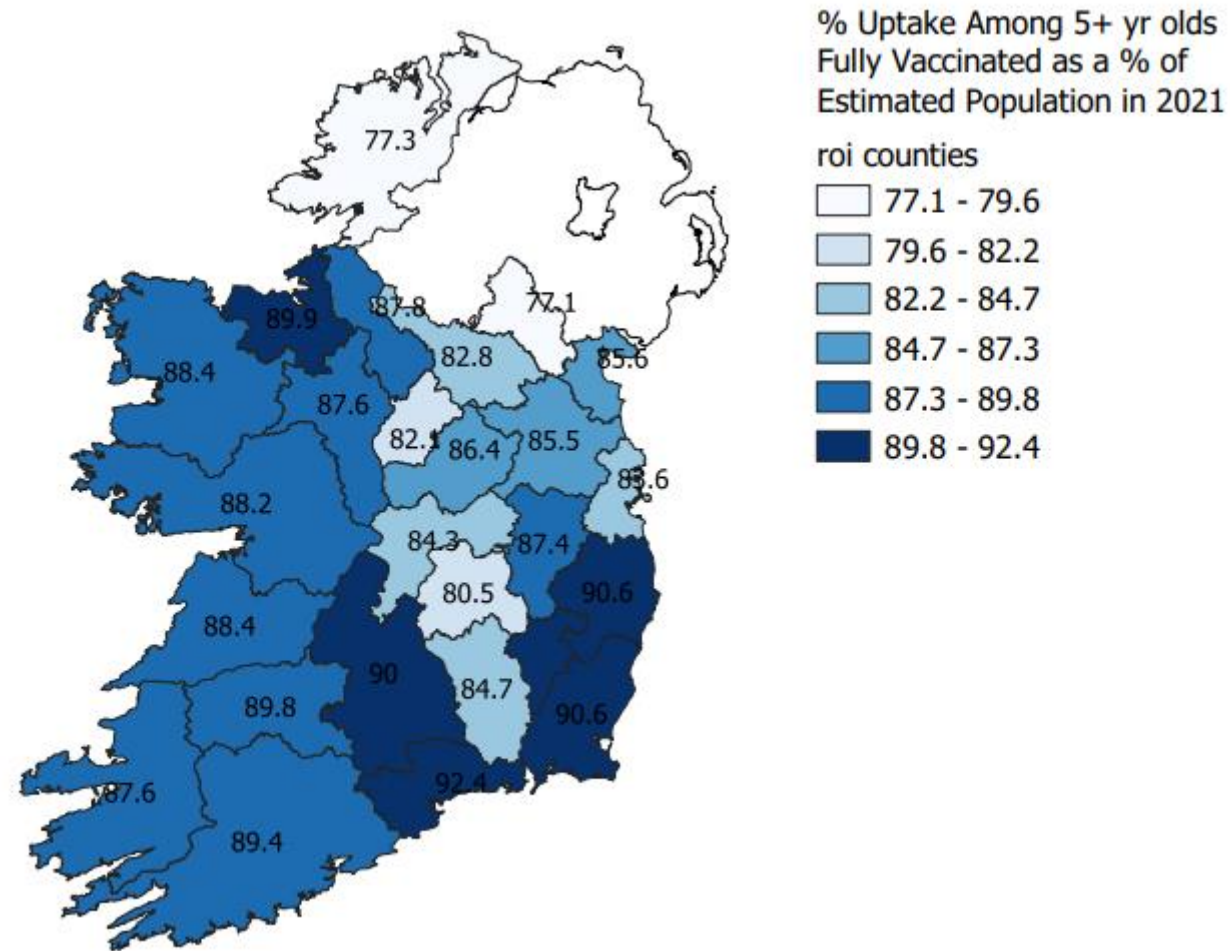 % Uptake Among 5+ yr olds
Fully Vaccinated as a % of
Estimated Population in 2021
roi counties
77.1 - 79.6
79.6 - 82.2
82.2 - 84.7
84.7 - 87.3
87.3 - 89.8
89.8 - 92.4
77.3
87.8
77.1
89.9
82.8
85.6
88.4
87.6
82.1
86.4
85.5
83.6
88.2
84.3
87.4
80.5
90.6
88.4
90
84.7
89.8
90.6
92.4
87.6
89.4